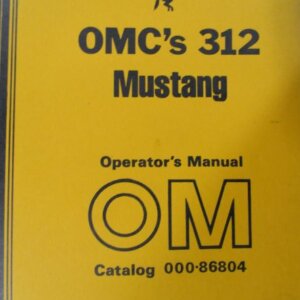 OMC's 312
Mustang
Operator's Manual
OM
Catalog 000-86804